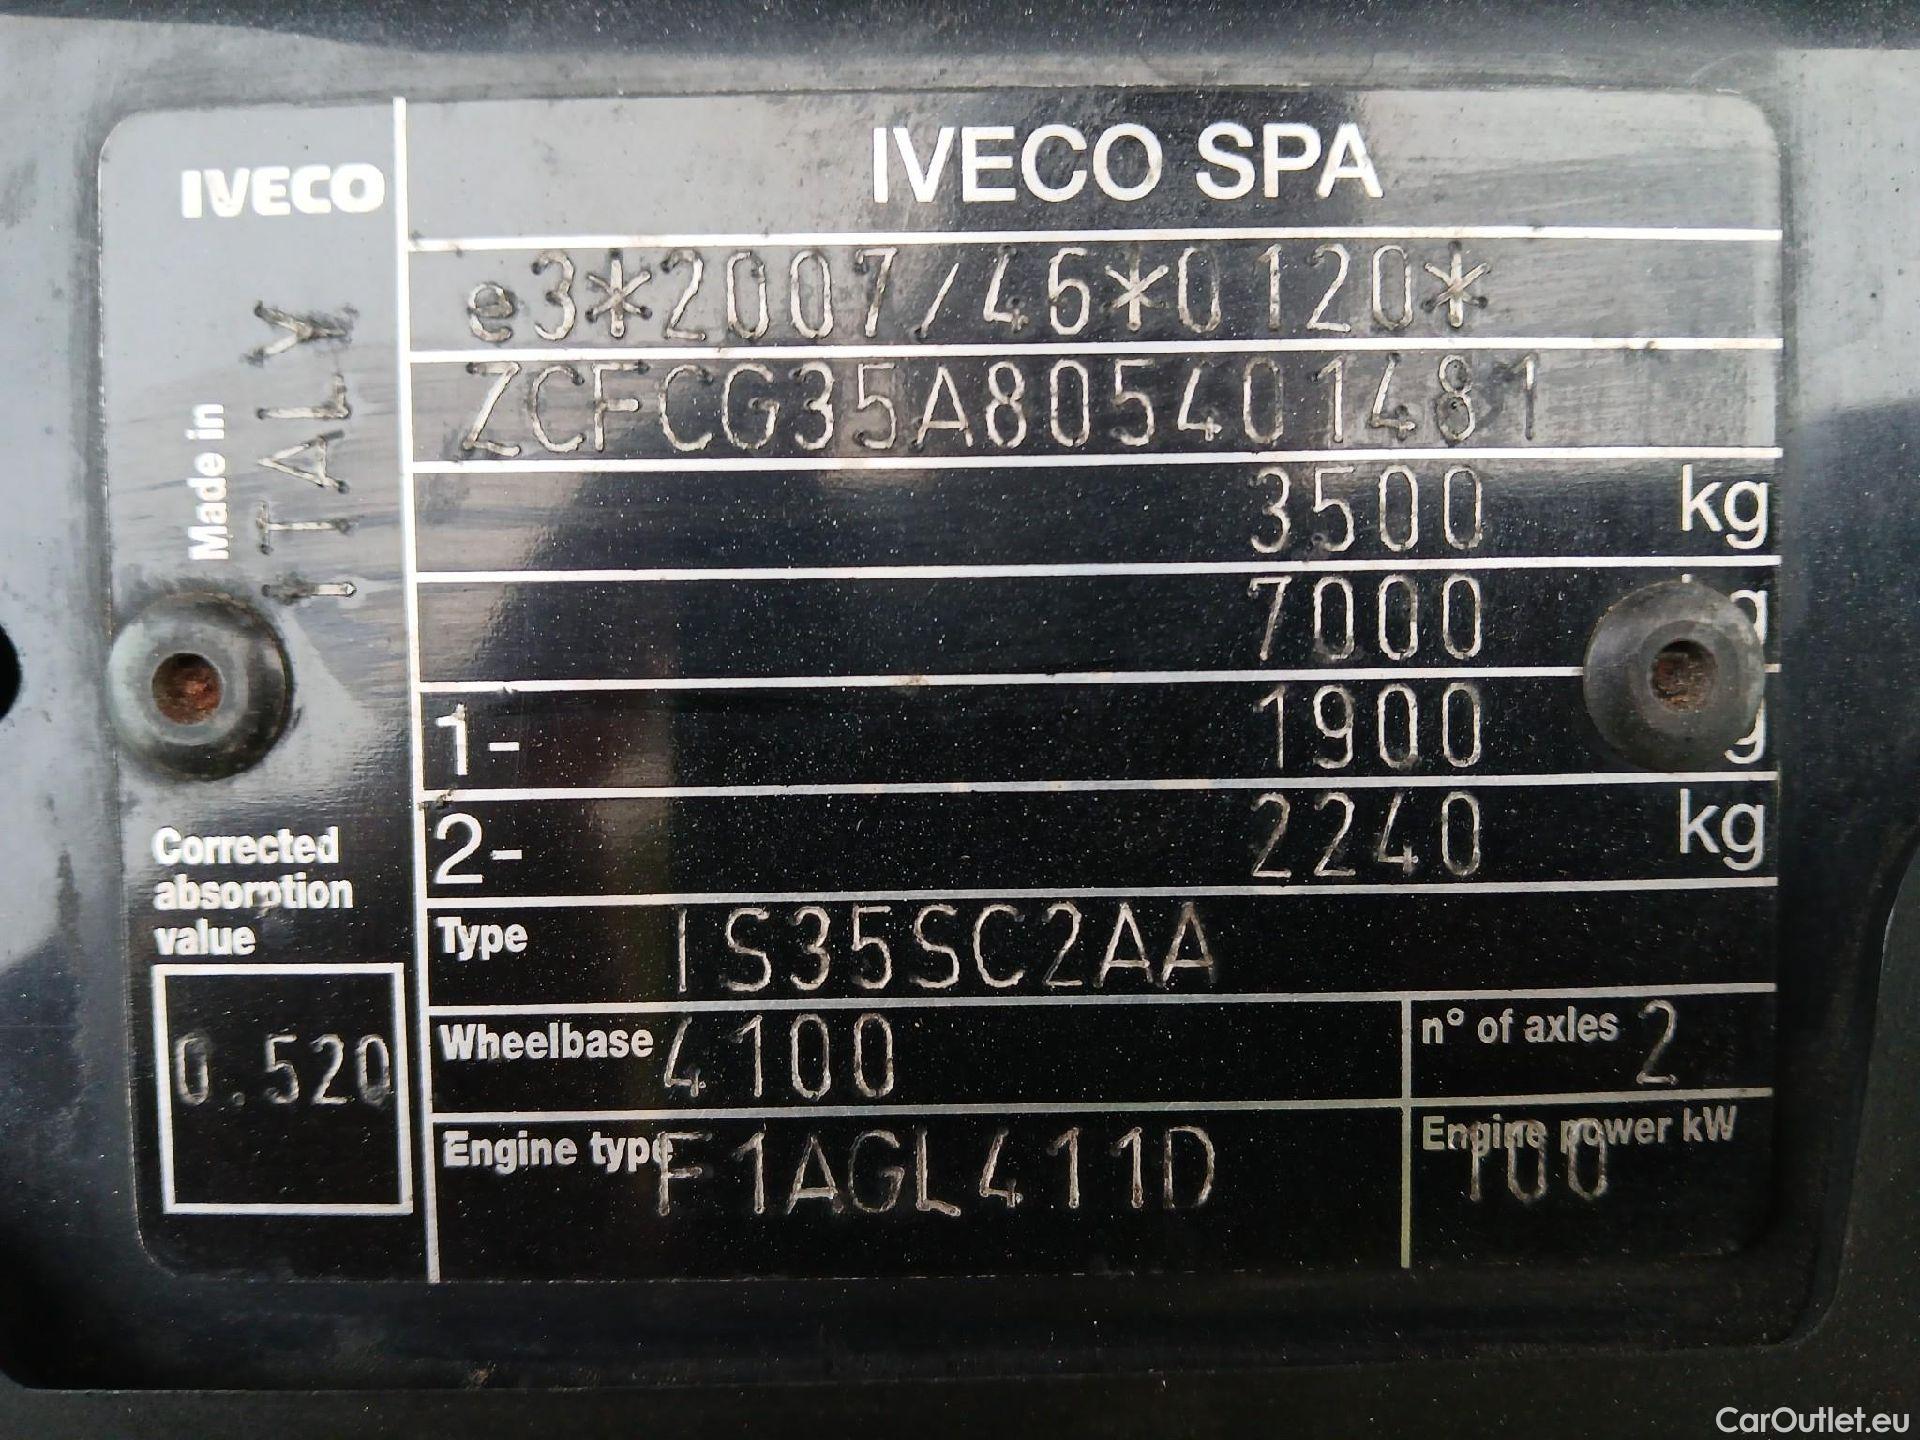 IVECO
IVECO SPA
Made in
ITALY
e3*2007/46*0120*
ZCFCG35A805401481
3500 kg
7000
1900
1-
2240 kg
2-
Corrected
absorption
value
0.520
Type IS35SC2AA
Wheelbase 4100
n° of axles 2
Engine type F1AGL411D
Engine power kW
100
CarOutlet.eu